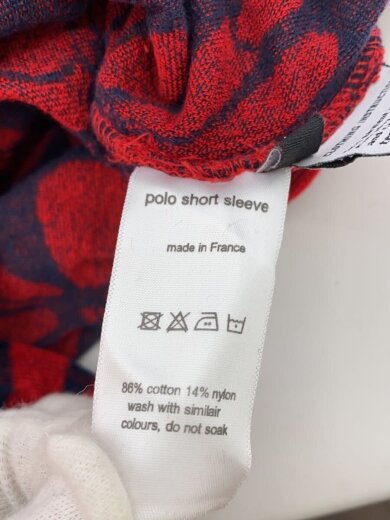 polo short sleeve
made in France
86% cotton 14% nylon
wash with similair
colours, do not soak